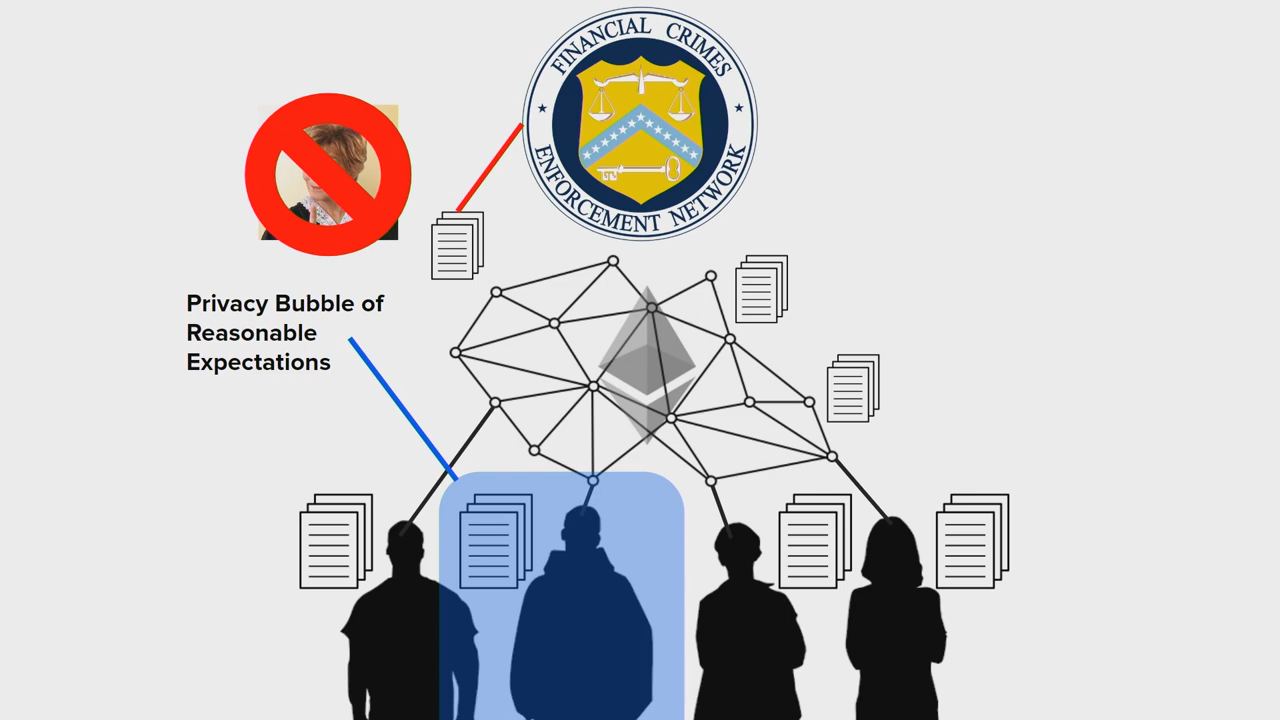 FINANCIAL CRIMES
ENFORCEMENT NETWORK
Privacy Bubble of
Reasonable
Expectations